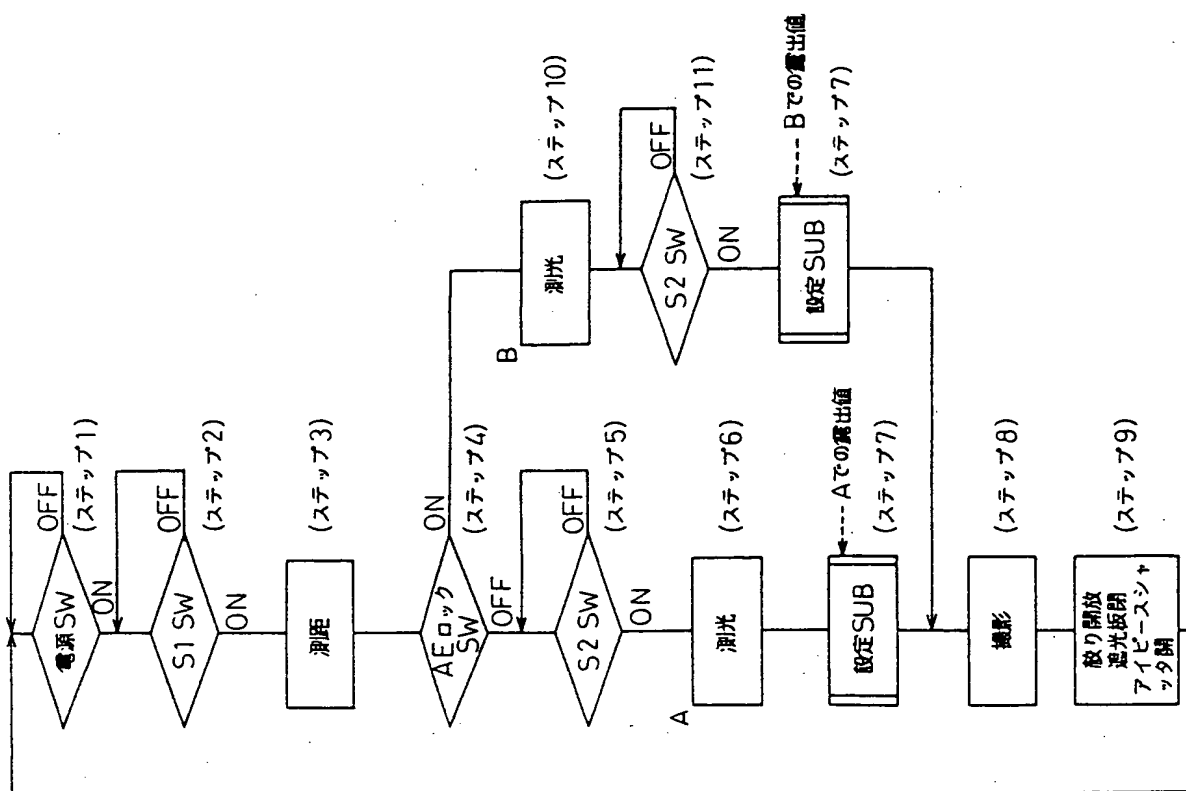 電源 SW
OFF
(ステップ1)
ON
S1 SW
OFF
(ステップ2)
ON
測距
(ステップ3)
AEロック
SW
ON
(ステップ4)
OFF
S2 SW
OFF
(ステップ5)
ON
A
測光
(ステップ6)
設定SUB
Aでの露出値
(ステップ7)
撮影
(ステップ8)
絞り開放
遮光板閉
アイピースシャ
ッタ開
(ステップ9)
B
測光
(ステップ10)
S2 SW
OFF
(ステップ11)
ON
設定SUB
Bでの露出値
(ステップ7)